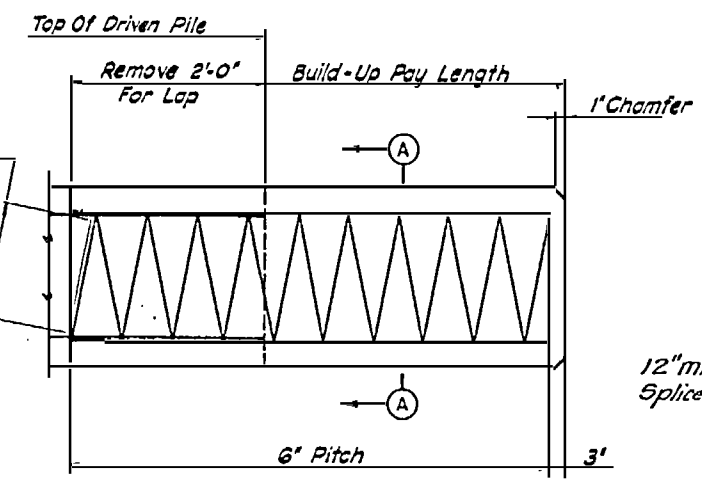 Top Of Driven Pile
Remove 2'-0" Build-Up Pay Length
For Lap
1" Chamfer
A
12"
Splice
A
6" Pitch 3"